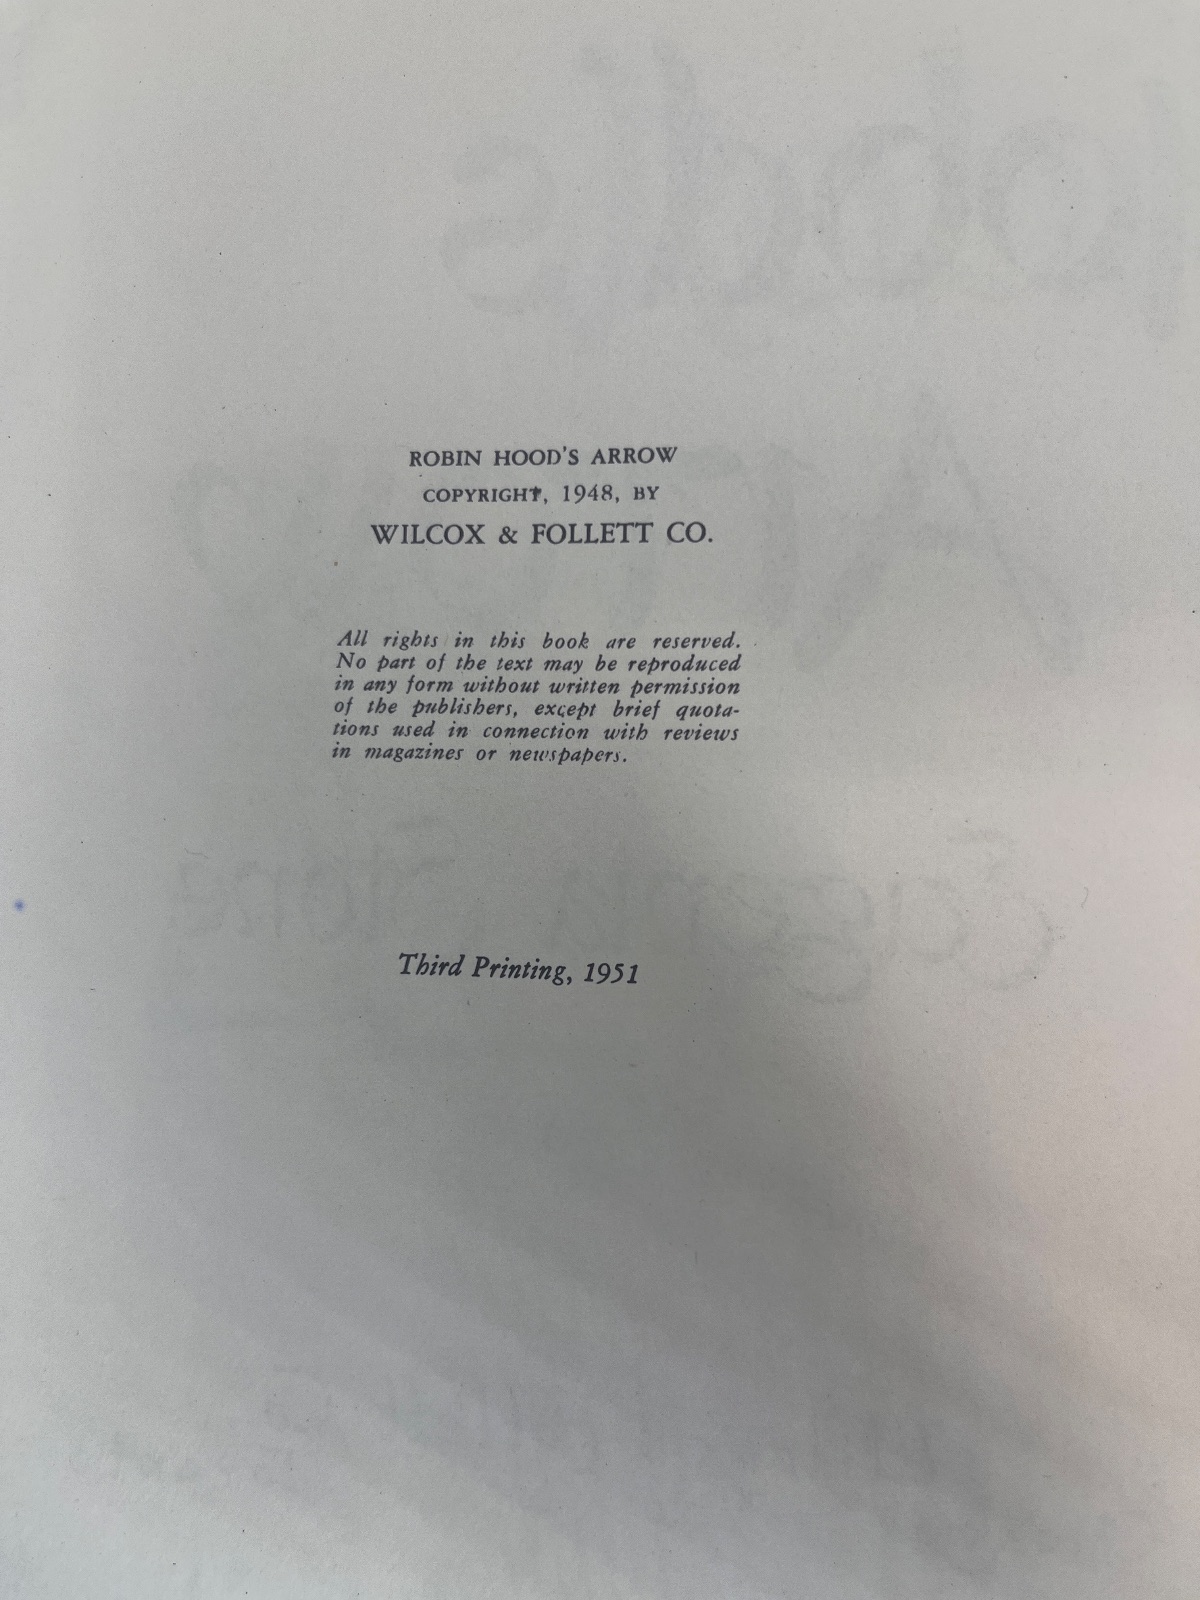 ROBIN HOOD'S ARROW
COPYRIGHT, 1948, BY
WILCOX & FOLLETT CO.
All rights in this book are reserved.
No part of the text may be reproduced
in any form without written permission
of the publishers, except brief quota-
tions used in connection with reviews
in magazines or newspapers.
Third Printing, 1951